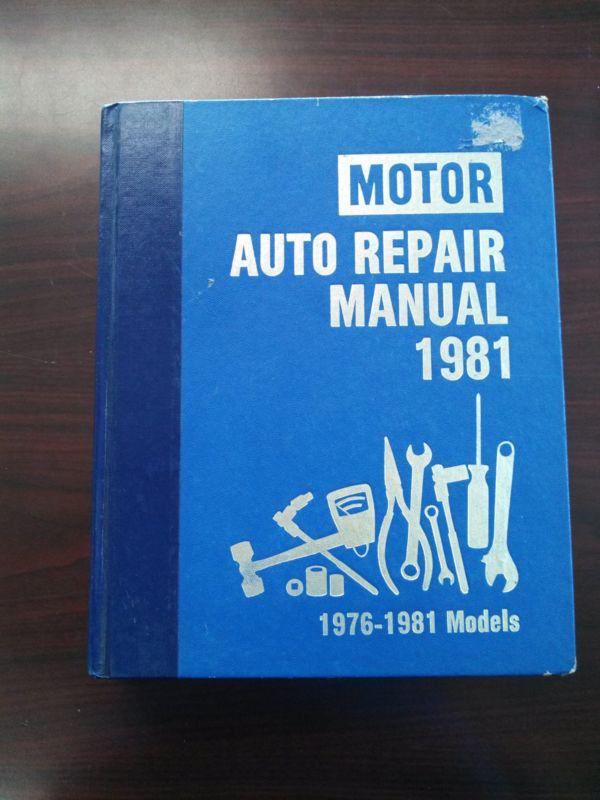 MOTOR
AUTO REPAIR
MANUAL
1981
1976-1981 Models